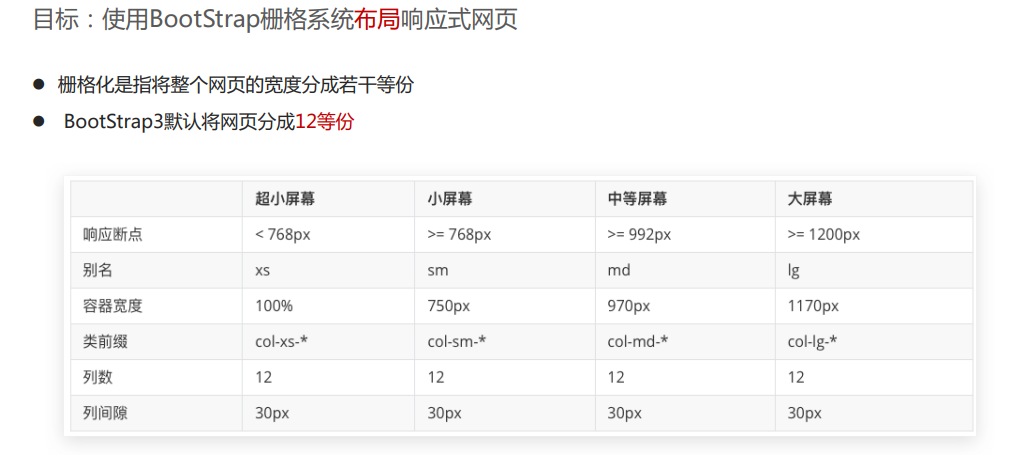 目标：使用BootStrap栅格系统布局响应式网页
栅格化是指将整个网页的宽度分成若干等份
BootStrap3默认将网页分成12等份
超小屏幕 小屏幕 中等屏幕 大屏幕
响应断点 < 768px >= 768px >= 992px >= 1200px
别名 xs sm md lg
容器宽度 100% 750px 970px 1170px
类前缀 col-xs-* col-sm-* col-md-* col-lg-*
列数 12 12 12 12
列间隙 30px 30px 30px 30px